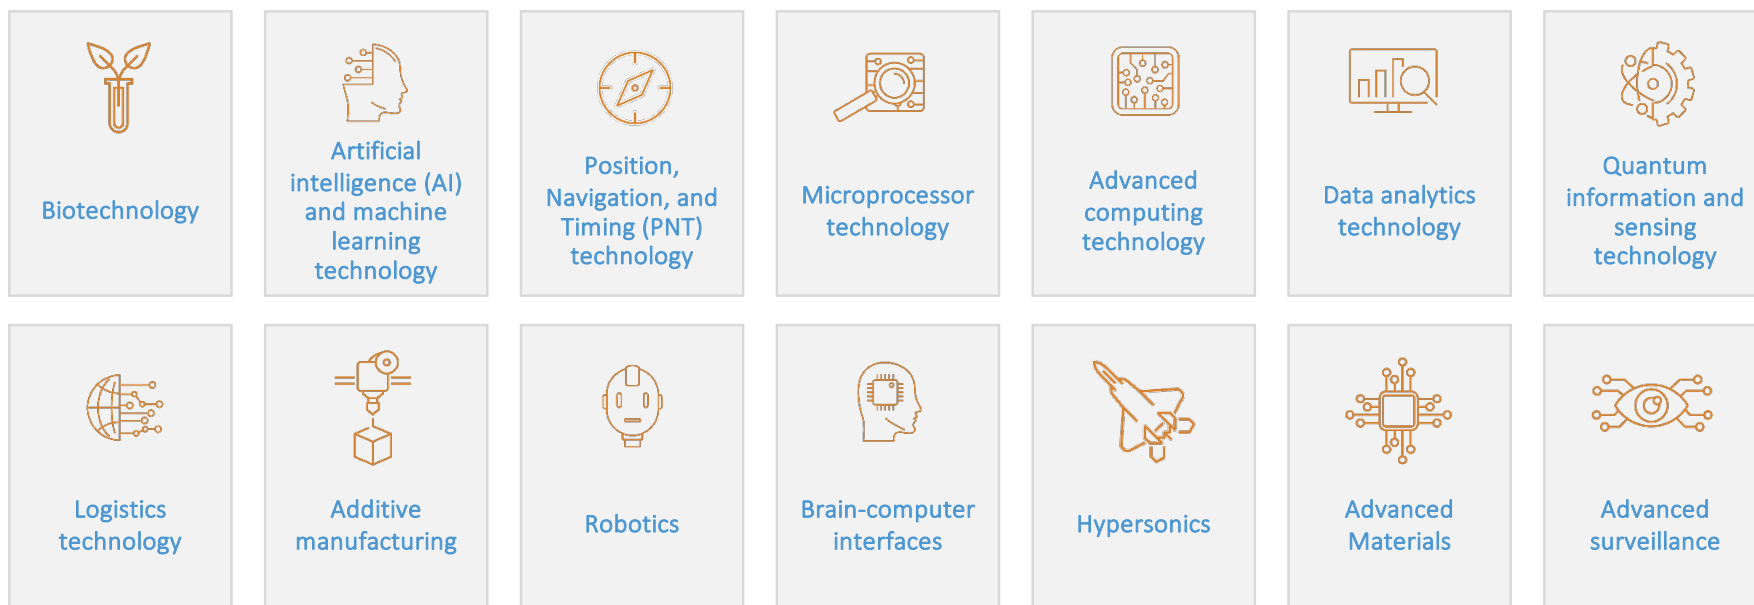 Biotechnology
Artificial
intelligence (AI)
and machine
learning
technology
Position,
Navigation, and
Timing (PNT)
technology
Microprocessor
technology
Advanced
computing
technology
Data analytics
technology
Quantum
information and
sensing
technology
Logistics
technology
Additive
manufacturing
Robotics
Brain-computer
interfaces
Hypersonics
Advanced
Materials
Advanced
surveillance